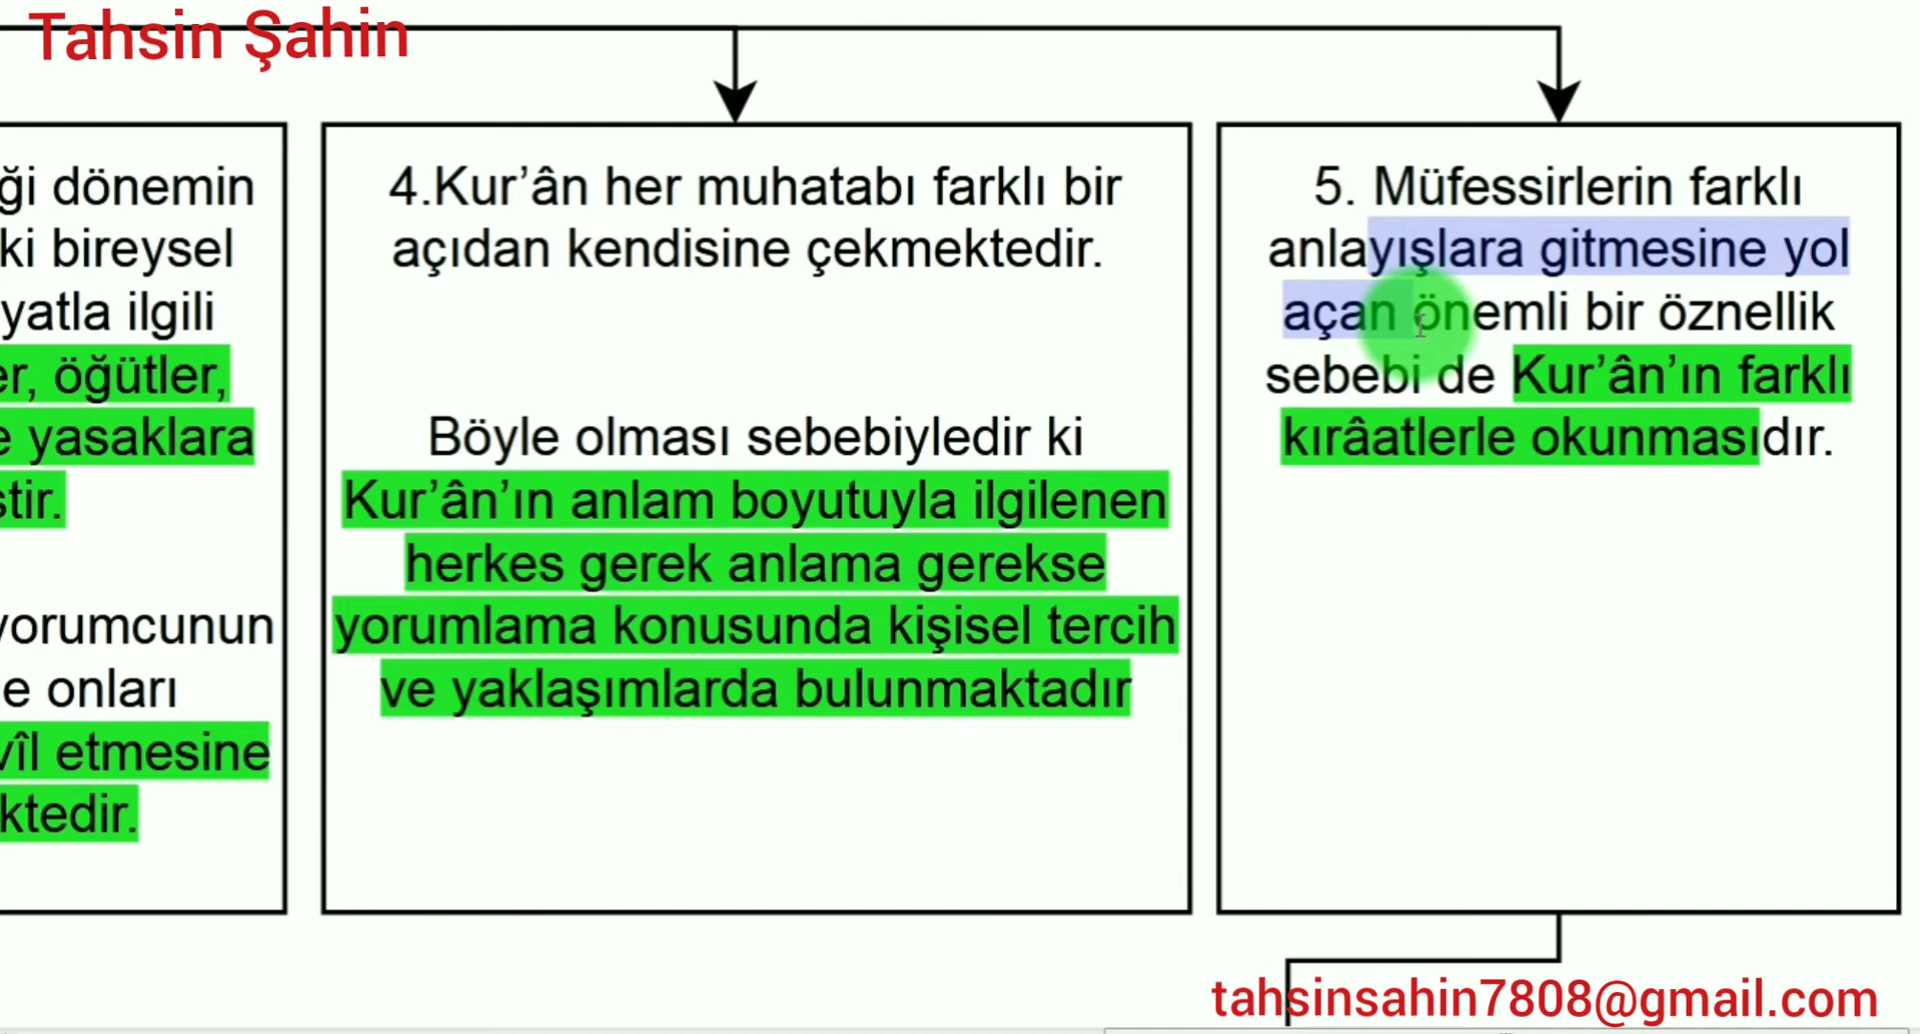 Tahsin Şahin
ği dönemin
ki bireysel
yatla ilgili
er, öğütler,
e yasaklara
ştir.
yorumcunun
e onları
vîl etmesine
ktedir.
4.Kur’ân her muhatabı farklı bir
açıdan kendisine çekmektedir.
Böyle olması sebebiyledir ki
Kur’ân’ın anlam boyutuyla ilgilenen
herkes gerek anlama gerekse
yorumlama konusunda kişisel tercih
ve yaklaşımlarda bulunmaktadır
5. Müfessirlerin farklı
anlayışlara gitmesine yol
açan önemli bir öznellik
sebebi de Kur’ân’ın farklı
kırâatlerle okunmasıdır.
tahsinsahin7808@gmail.com